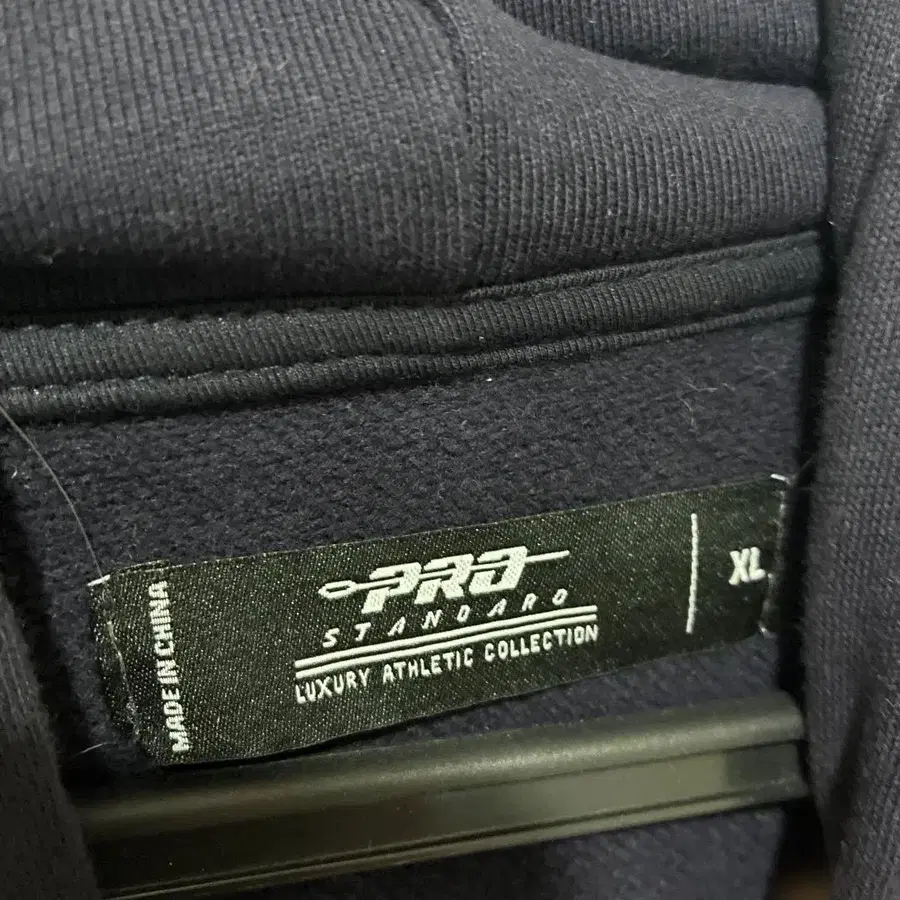 MADE IN CHINA
PRO
STANDARD
LUXURY ATHLETIC COLLECTION
XL